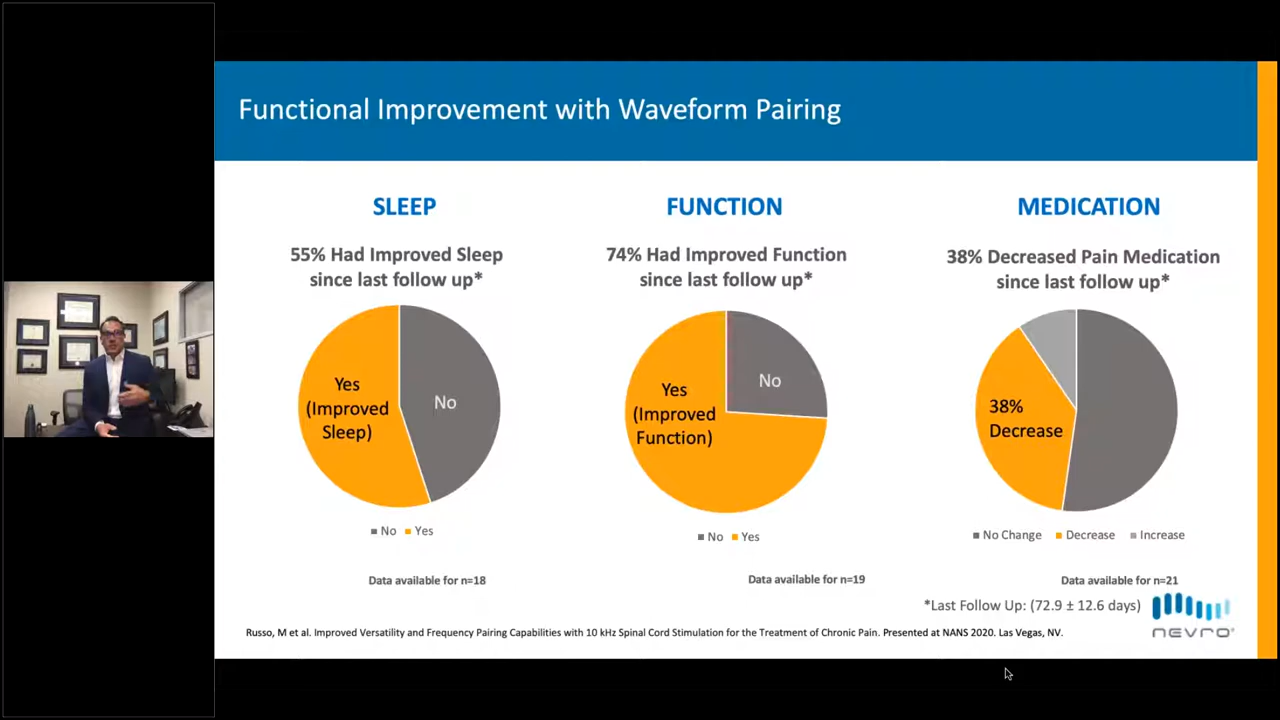 Functional Improvement with Waveform Pairing
SLEEP
55% Had Improved Sleep
since last follow up*
Yes
(Improved
Sleep)
No
No Yes
Data available for n=18
FUNCTION
74% Had Improved Function
since last follow up*
Yes
(Improved
Function)
No
No Yes
Data available for n=19
MEDICATION
38% Decreased Pain Medication
since last follow up*
38%
Decrease
No Change Decrease Increase
Data available for n=21
*Last Follow Up: (72.9 ± 12.6 days)
nevro
Russo, M et al. Improved Versatility and Frequency Pairing Capabilities with 10 kHz Spinal Cord Stimulation for the Treatment of Chronic Pain. Presented at NANS 2020. Las Vegas, NV.